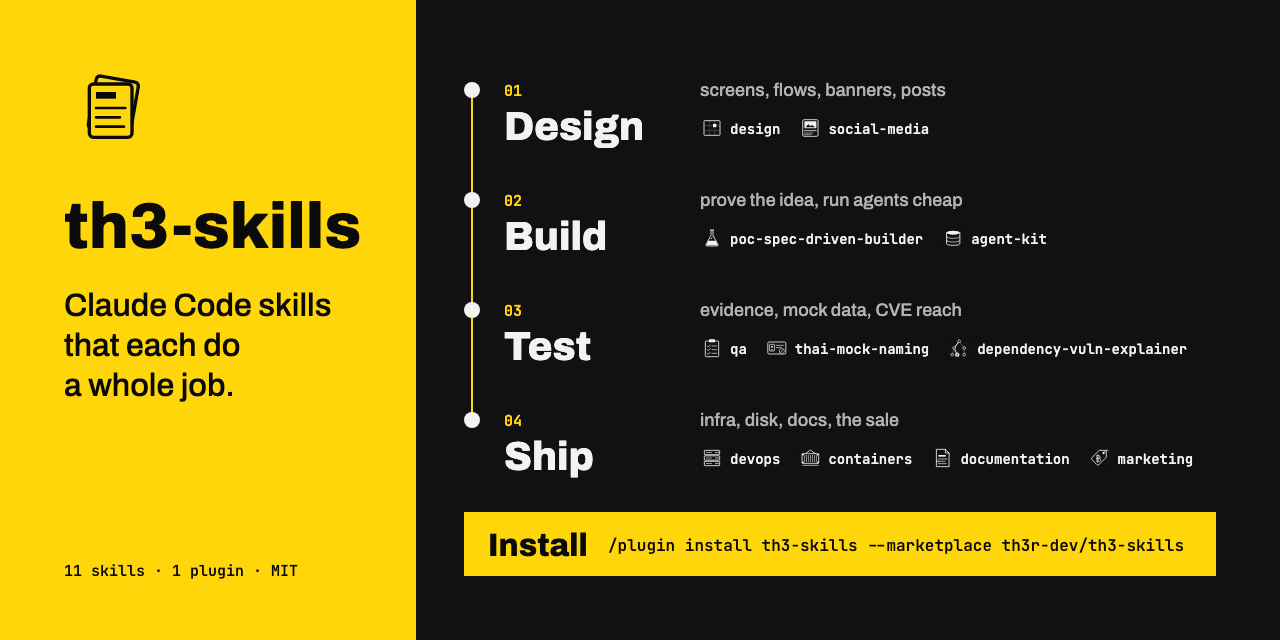 th3-skills
Claude Code skills
that each do
a whole job.
11 skills · 1 plugin · MIT
01
Design
screens, flows, banners, posts
design social-media
02
Build
prove the idea, run agents cheap
poc-spec-driven-builder agent-kit
03
Test
evidence, mock data, CVE reach
qa thai-mock-naming dependency-vuln-explainer
04
Ship
infra, disk, docs, the sale
devops containers documentation marketing
Install /plugin install th3-skills --marketplace th3r-dev/th3-skills